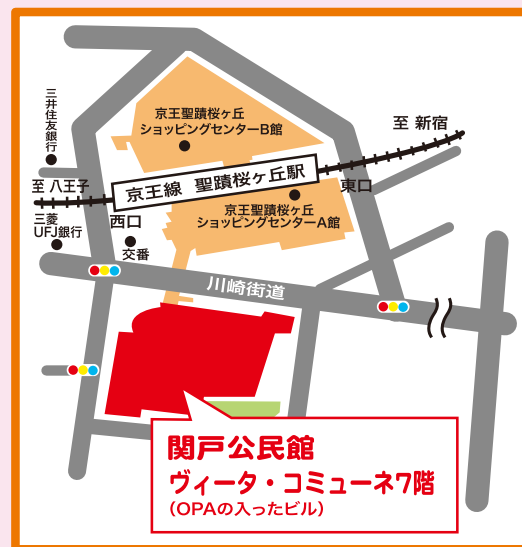 京王聖蹟桜ヶ丘
ショッピングセンターB館
三井住友銀行
至 新宿
京王線 聖蹟桜ヶ丘駅
至 八王子
東口
三菱
UFJ銀行
西口
京王聖蹟桜ヶ丘
ショッピングセンターA館
交番
川崎街道
関戸公民館
ヴィータ・コミューネ7階
(OPAの入ったビル)